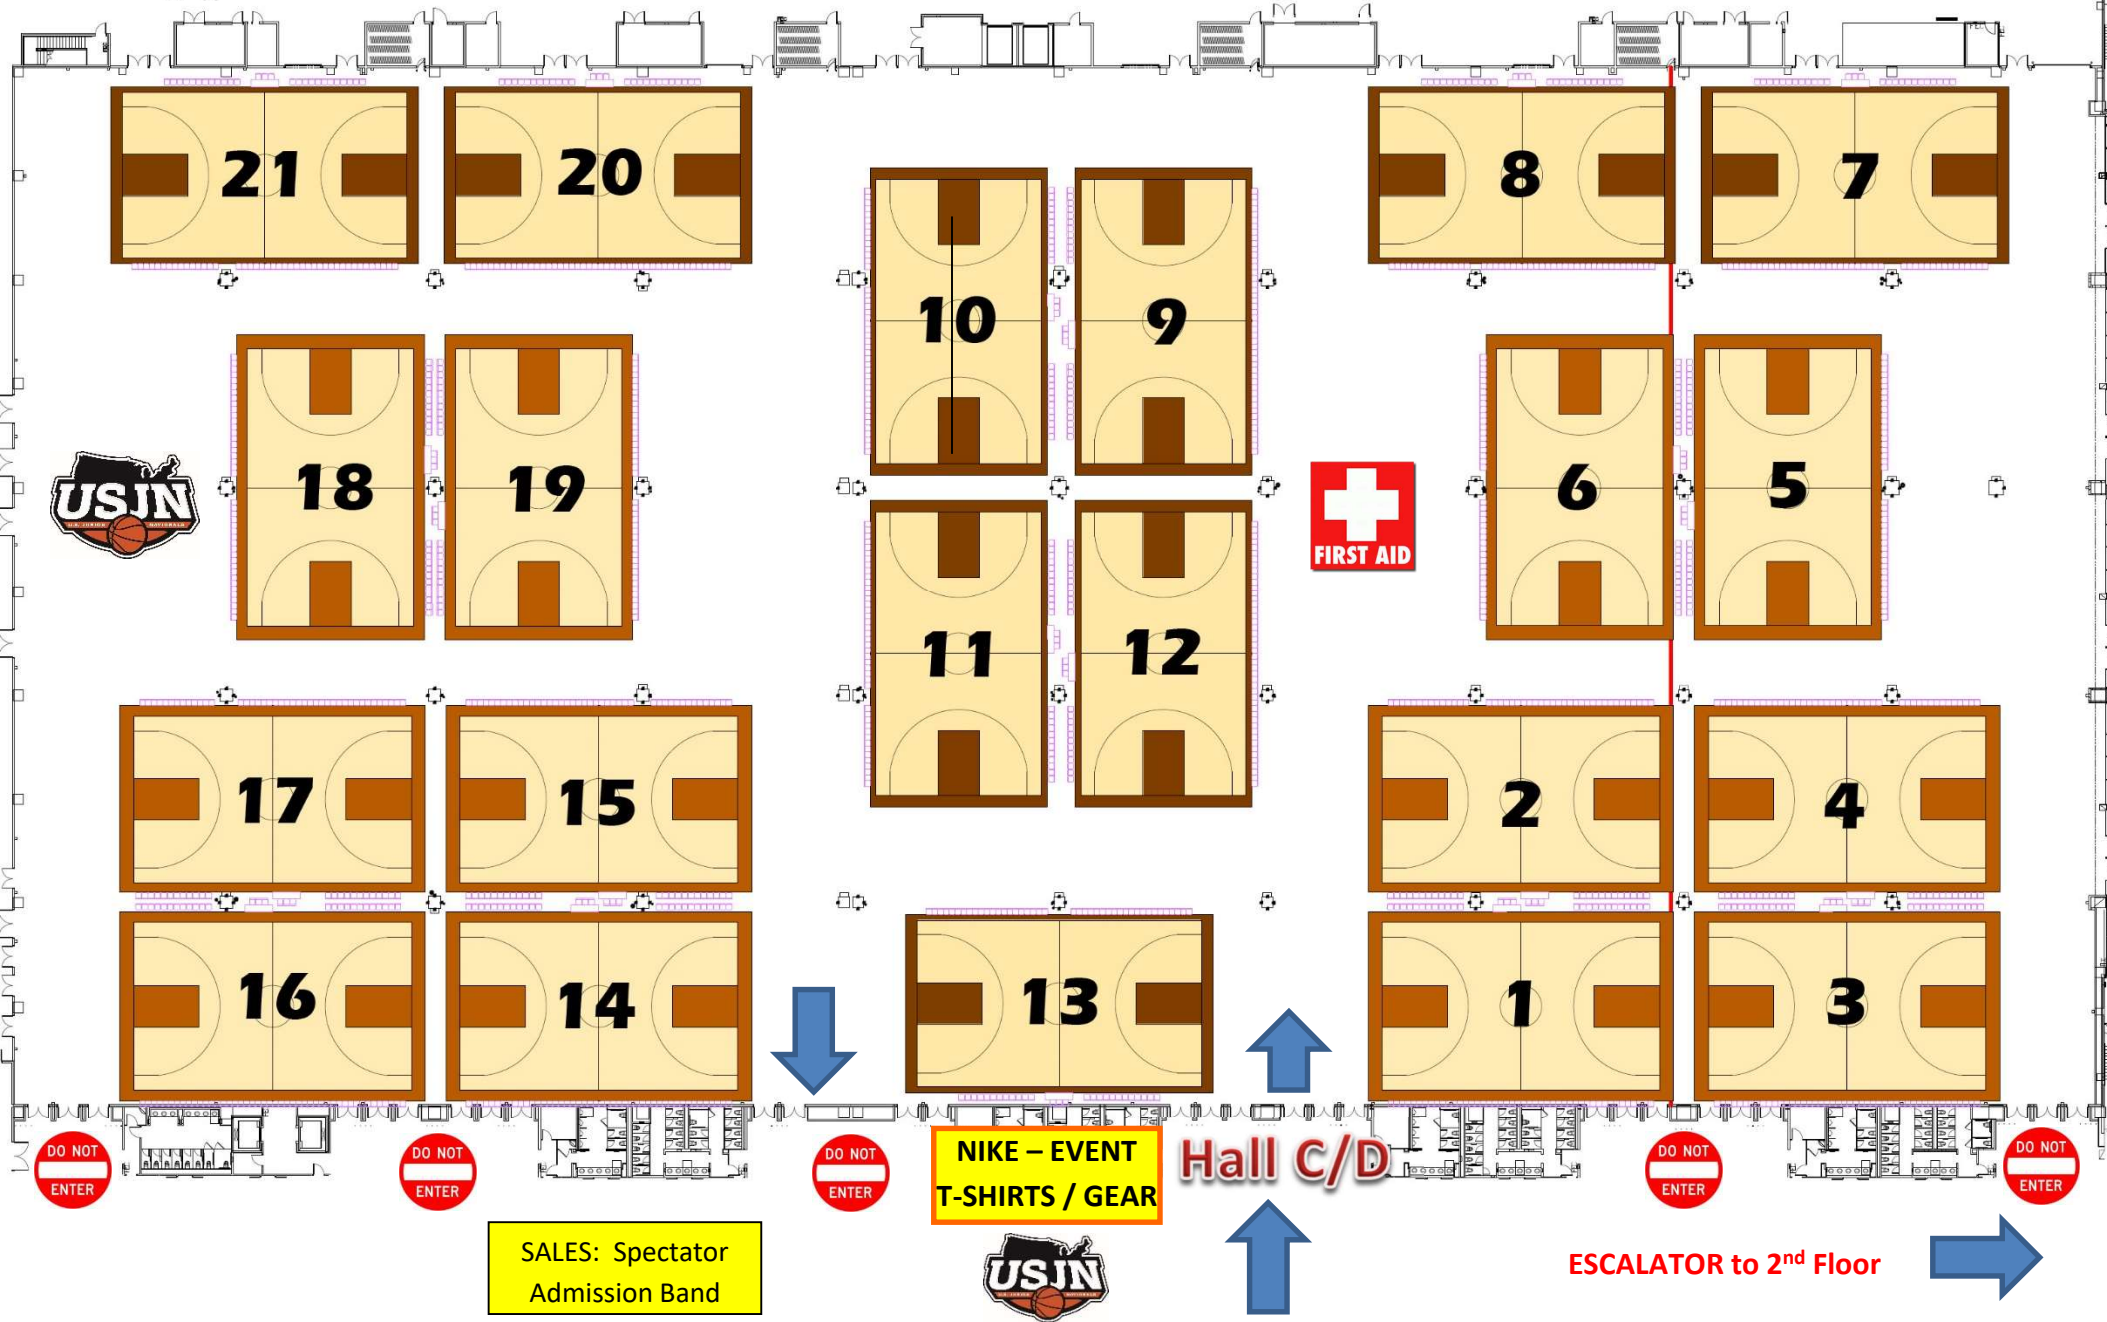 21
20
8
7
10
9
18
19
6
5
USJN
U.S. JUNIOR NATIONALS
FIRST AID
11
12
17
15
2
4
16
14
13
1
3
DO NOT
ENTER
DO NOT
ENTER
DO NOT
ENTER
NIKE – EVENT
T-SHIRTS / GEAR
Hall C/D
DO NOT
ENTER
DO NOT
ENTER
SALES: Spectator
Admission Band
USJN
ESCALATOR to 2nd Floor